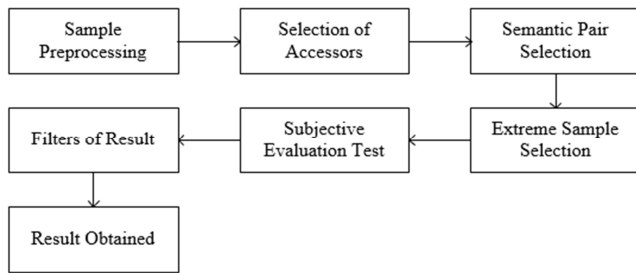 Sample
Preprocessing
Selection of
Accessors
Semantic Pair
Selection
Extreme Sample
Selection
Subjective
Evaluation Test
Filters of Result
Result Obtained